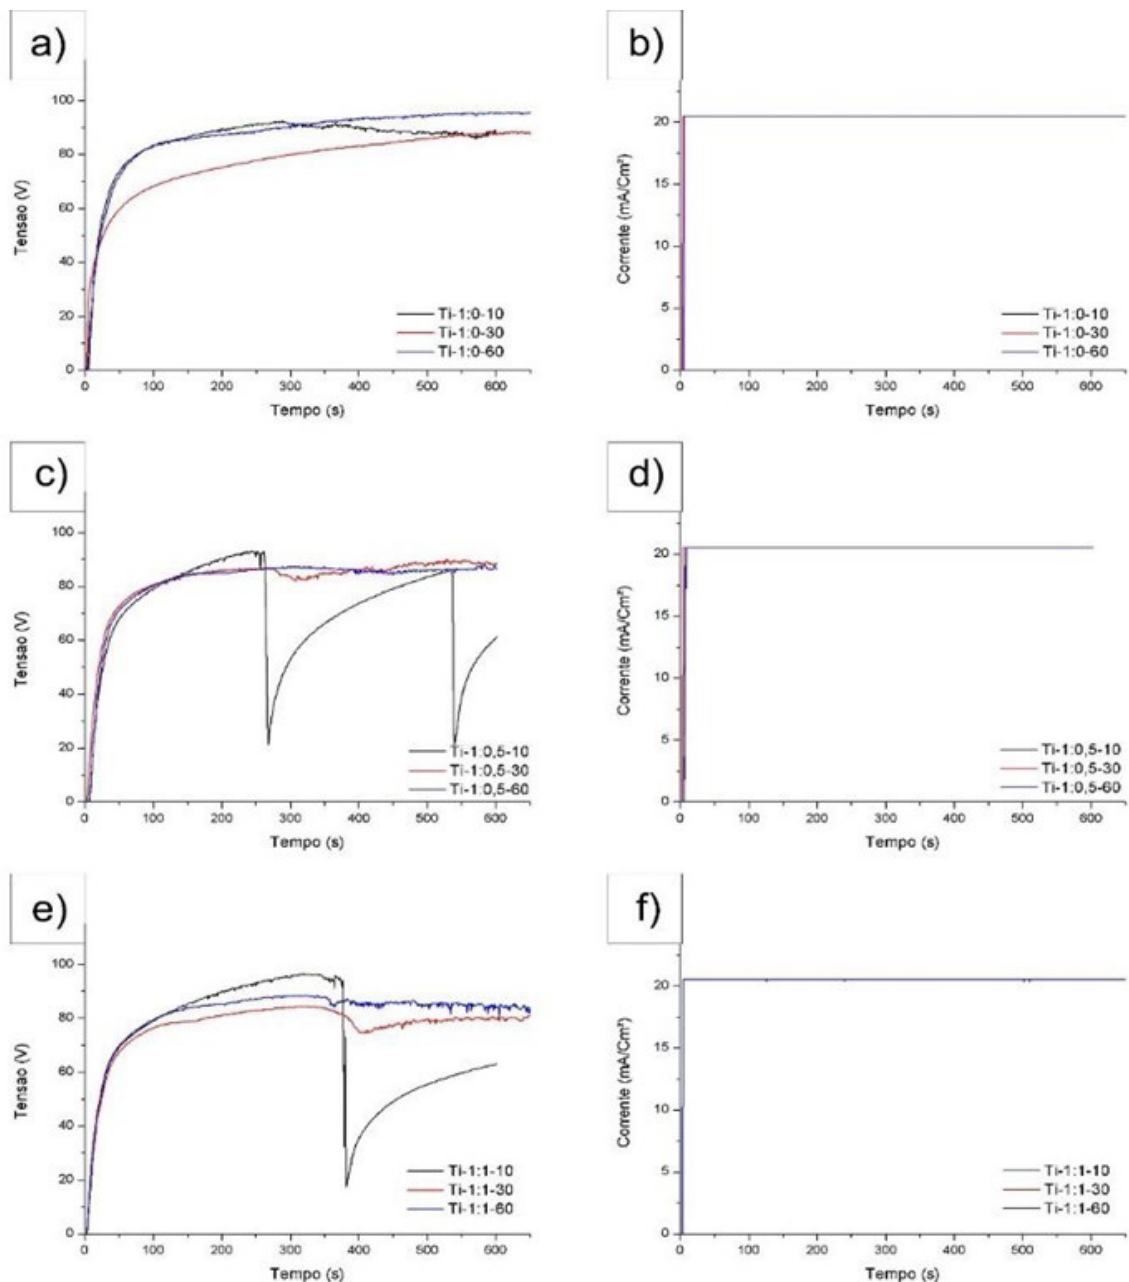 a)
Tensao (V)
100
80
60
40
20
0
Ti-1:0-10
Ti-1:0-30
Ti-1:0-60
0 100 200 300 400 500 600
Tempo (s)
b)
Corrente (mA/Cm²)
20
15
10
5
0
Ti-1:0-10
Ti-1:0-30
Ti-1:0-60
0 100 200 300 400 500 600
Tempo (s)
c)
Tensao (V)
100
80
60
40
20
0
Ti-1:0,5-10
Ti-1:0,5-30
Ti-1:0,5-60
0 100 200 300 400 500 600
Tempo (s)
d)
Corrente (mA/Cm²)
20
15
10
5
0
Ti-1:0,5-10
Ti-1:0,5-30
Ti-1:0,5-60
0 100 200 300 400 500 600
Tempo (s)
e)
Tensao (V)
100
80
60
40
20
0
Ti-1:1-10
Ti-1:1-30
Ti-1:1-60
0 100 200 300 400 500 600
Tempo (s)
f)
Corrente (mA/Cm²)
20
15
10
5
0
Ti-1:1-10
Ti-1:1-30
Ti-1:1-60
0 100 200 300 400 500 600
Tempo (s)